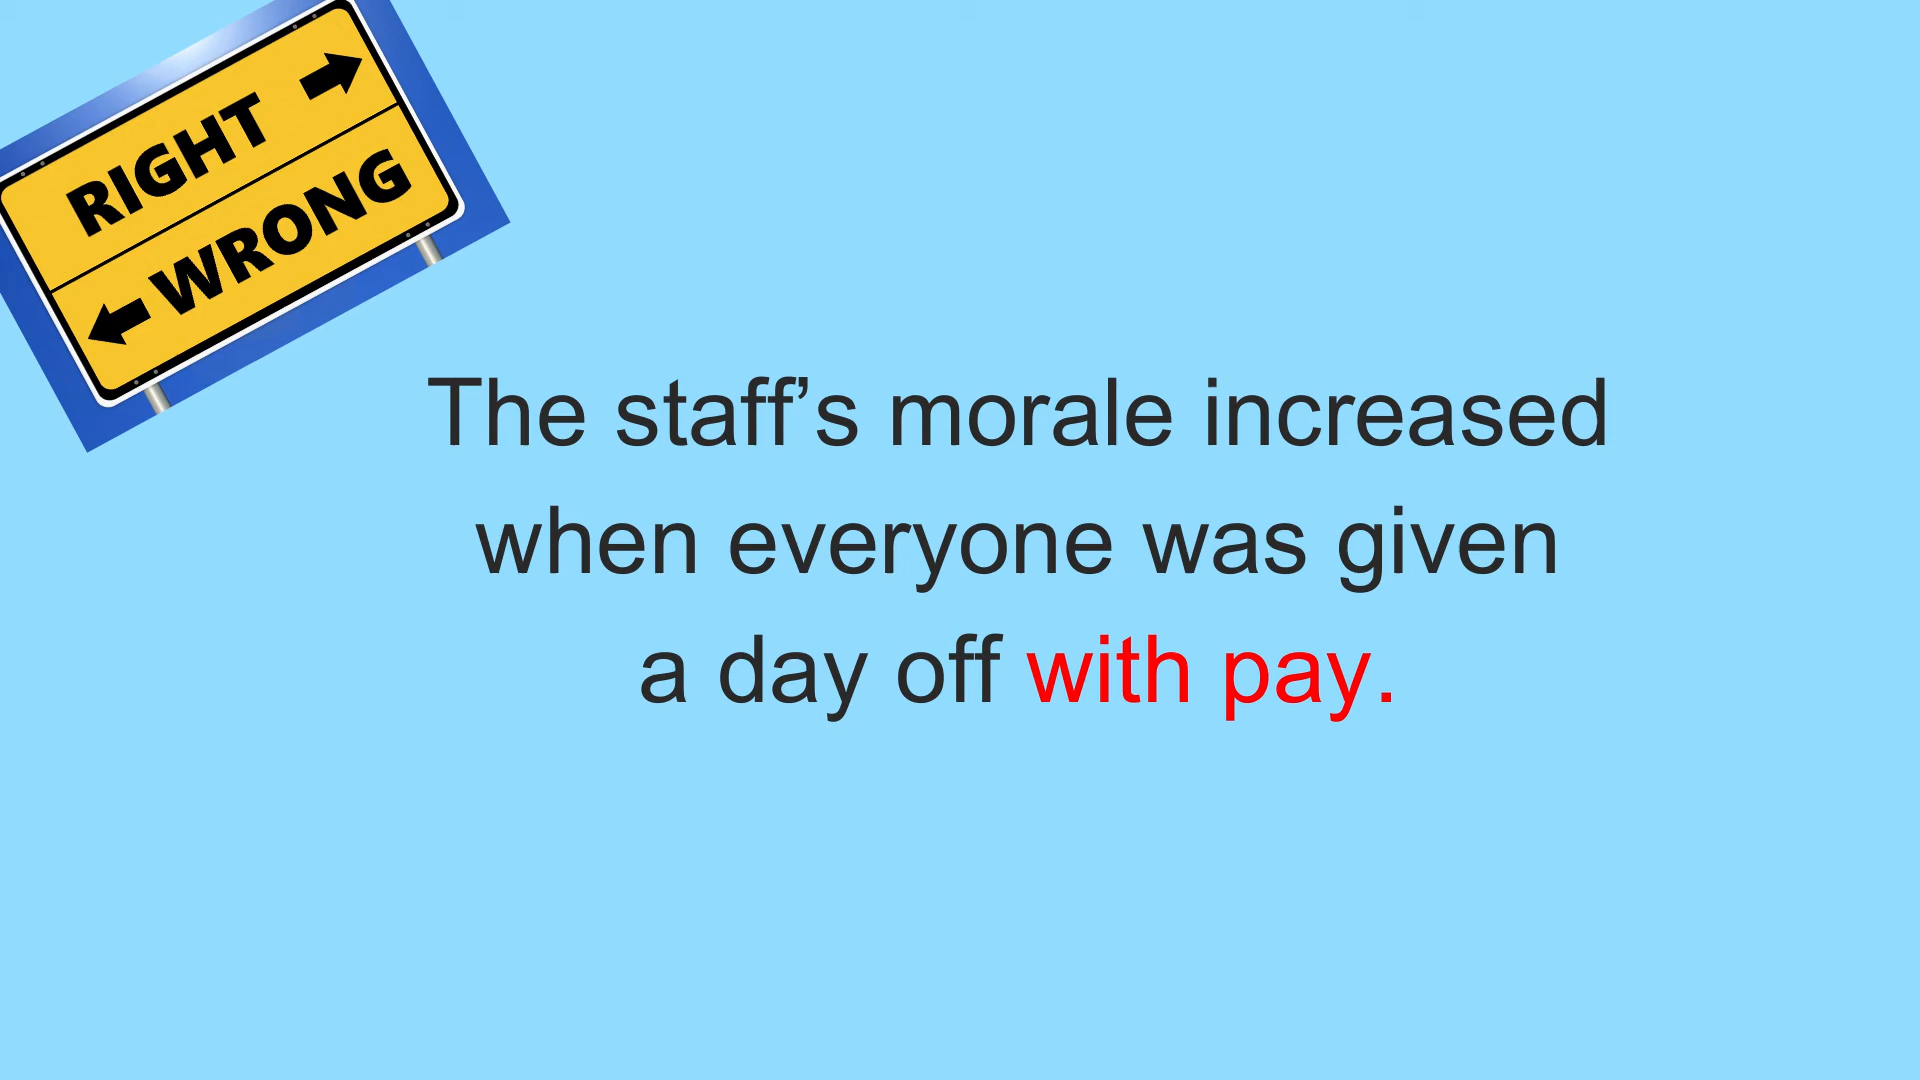 RIGHT
WRONG
The staff’s morale increased
when everyone was given
a day off with pay.